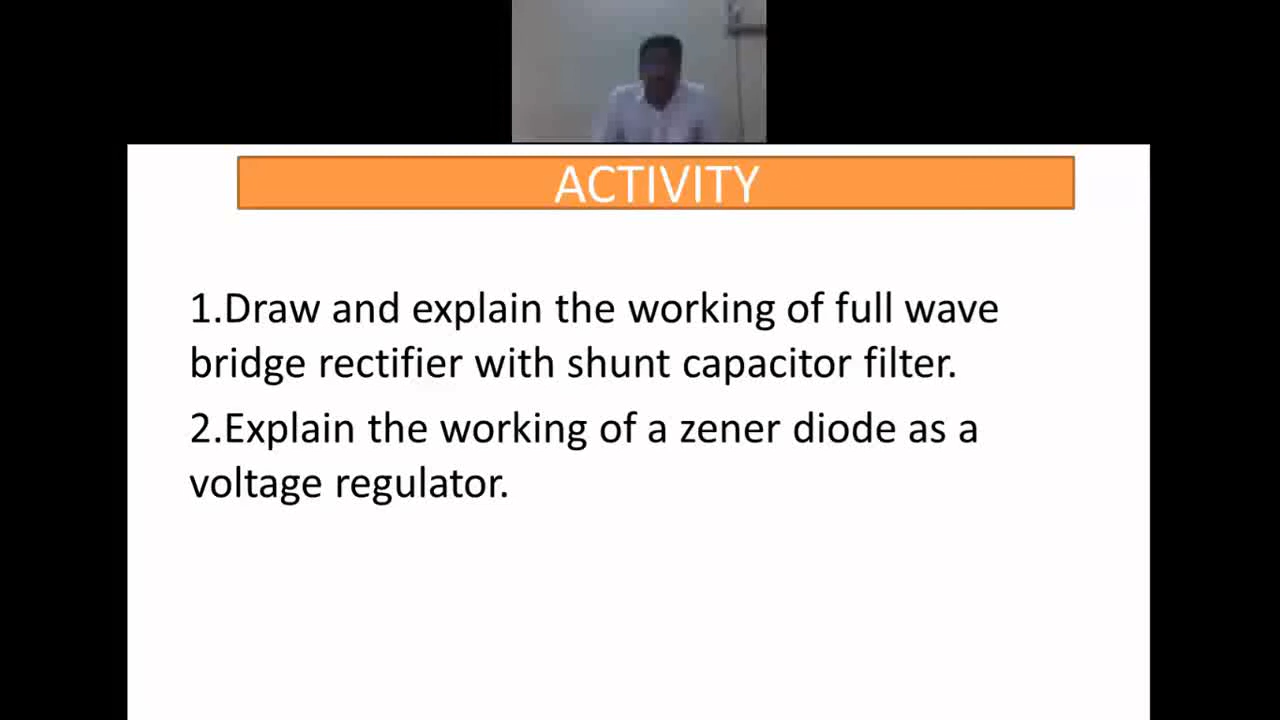 ACTIVITY
1.Draw and explain the working of full wave
bridge rectifier with shunt capacitor filter.
2.Explain the working of a zener diode as a
voltage regulator.